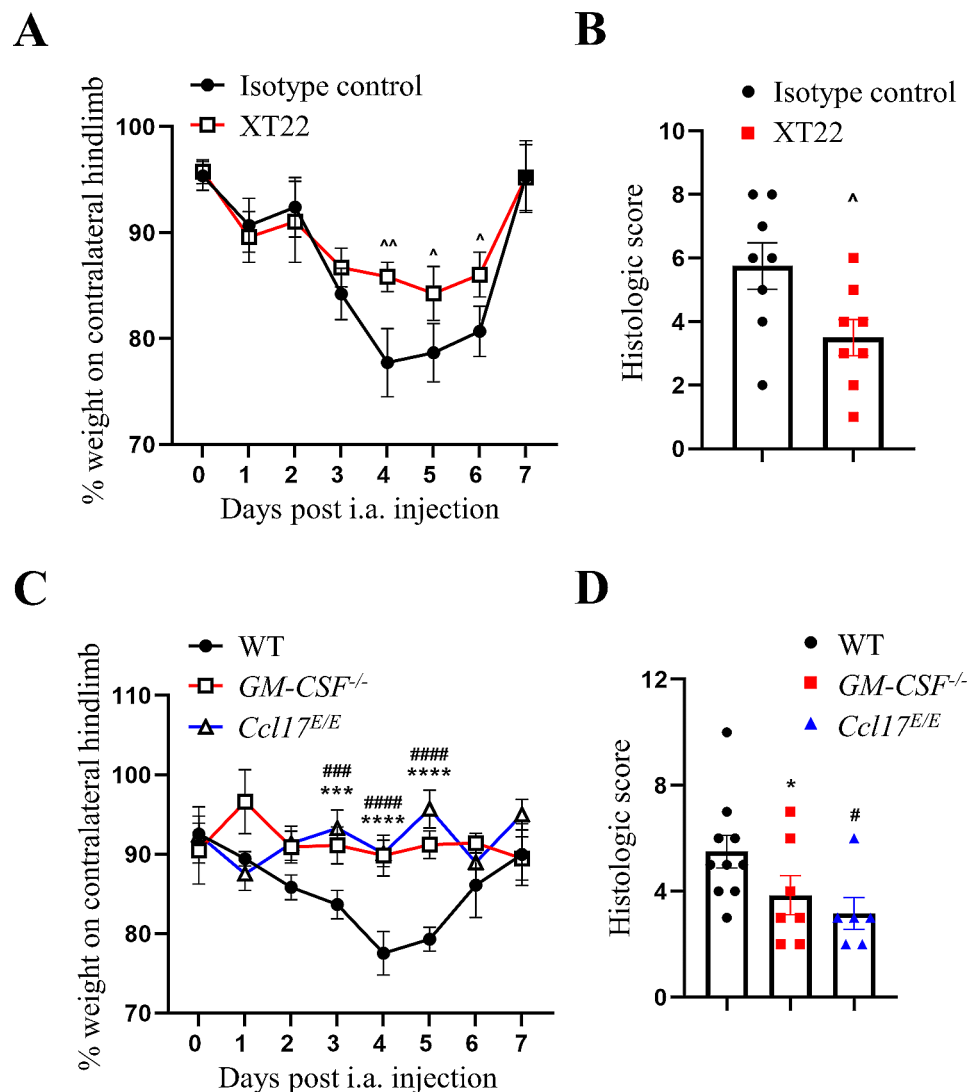 A
Isotype control
XT22
% weight on contralateral hindlimb
100
90
80
70
^^
^
^
0 1 2 3 4 5 6 7
Days post i.a. injection
B
Isotype control
XT22
Histologic score
10
8
6
4
2
0
^
C
WT
GM-CSF-/-
Ccl17E/E
% weight on contralateral hindlimb
110
100
90
80
70
###
***
####
****
####
****
0 1 2 3 4 5 6 7
Days post i.a. injection
D
WT
GM-CSF-/-
Ccl17E/E
Histologic score
12
8
4
0
*
#